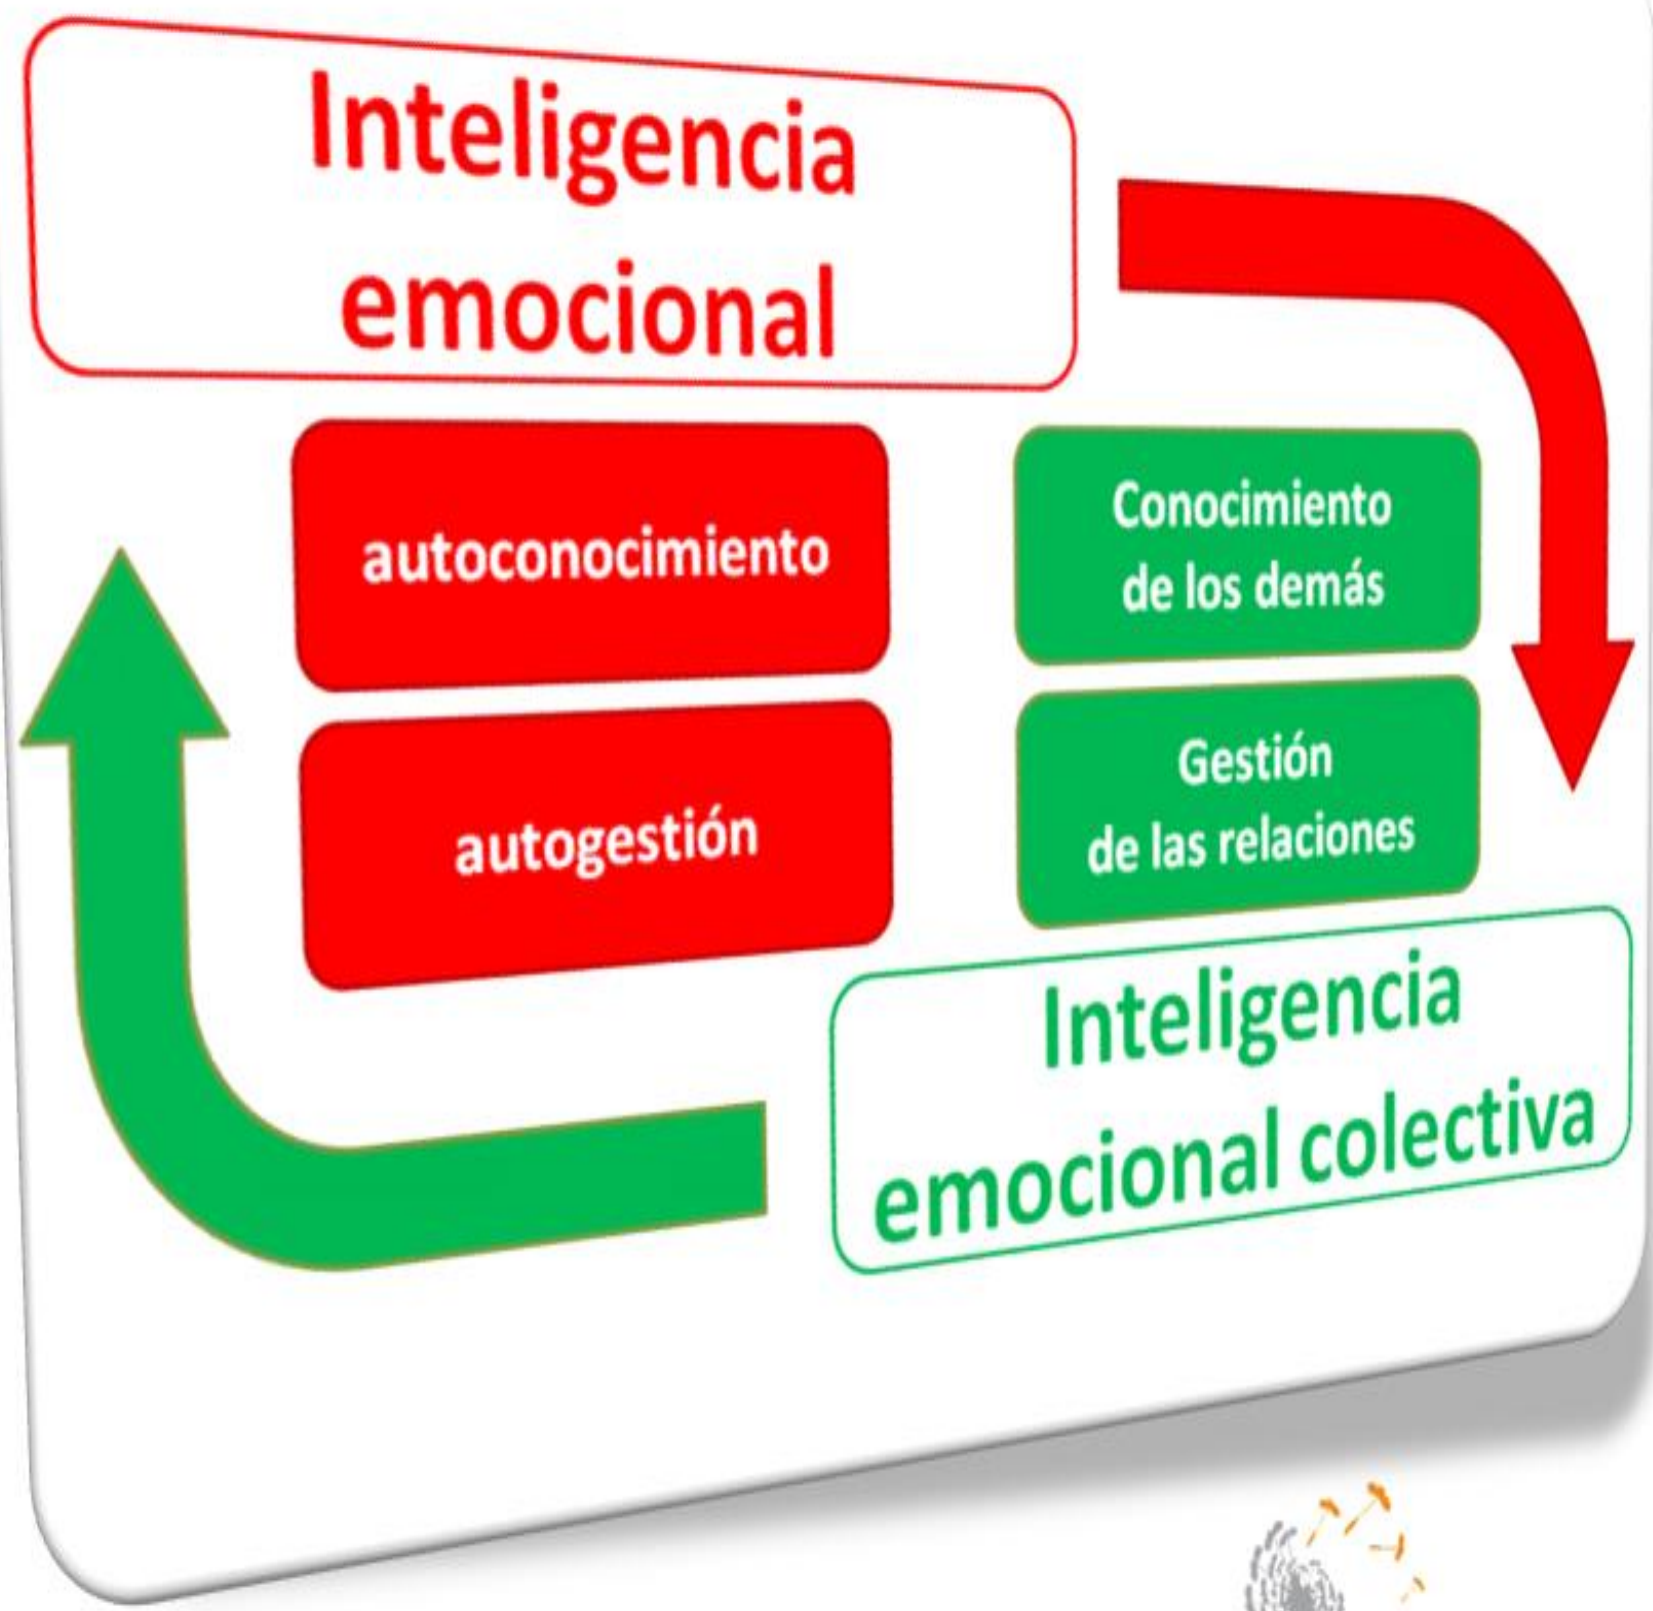 Inteligencia
emocional
autoconocimiento
autogestión
Conocimiento
de los demás
Gestión
de las relaciones
Inteligencia
emocional colectiva